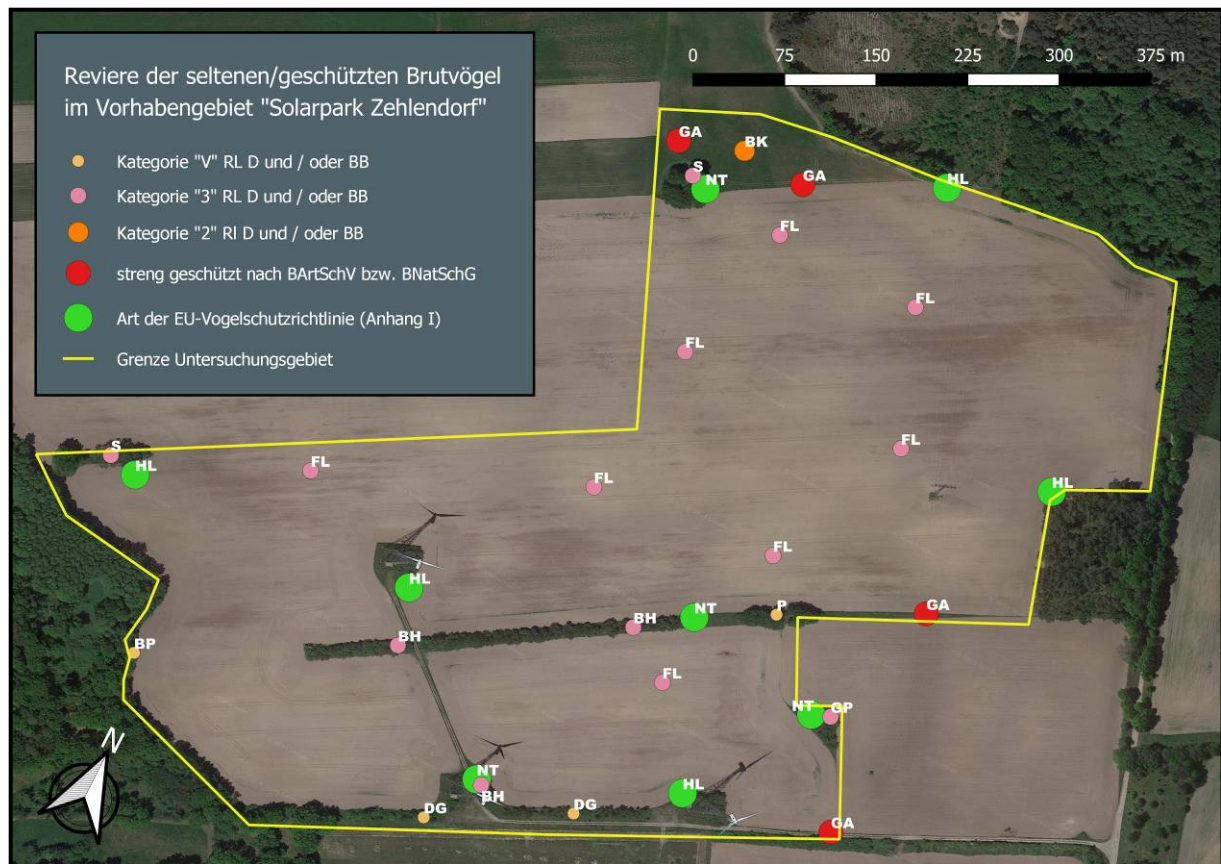 Reviere der seltenen/geschützten Brutvögel
im Vorhabengebiet "Solarpark Zehlendorf"
Kategorie "V" RL D und / oder BB
Kategorie "3" RL D und / oder BB
Kategorie "2" Rl D und / oder BB
streng geschützt nach BArtSchV bzw. BNatSchG
Art der EU-Vogelschutzrichtlinie (Anhang I)
Grenze Untersuchungsgebiet
0 75 150 225 300 375 m
GA
BK
S
NT
GA
HL
FL
FL
FL
S
HL
FL
FL
FL
HL
FL
HL
BH
BH
NT
P
GA
BP
FL
NT
GP
NT
BH
HL
DG
DG
GA
N